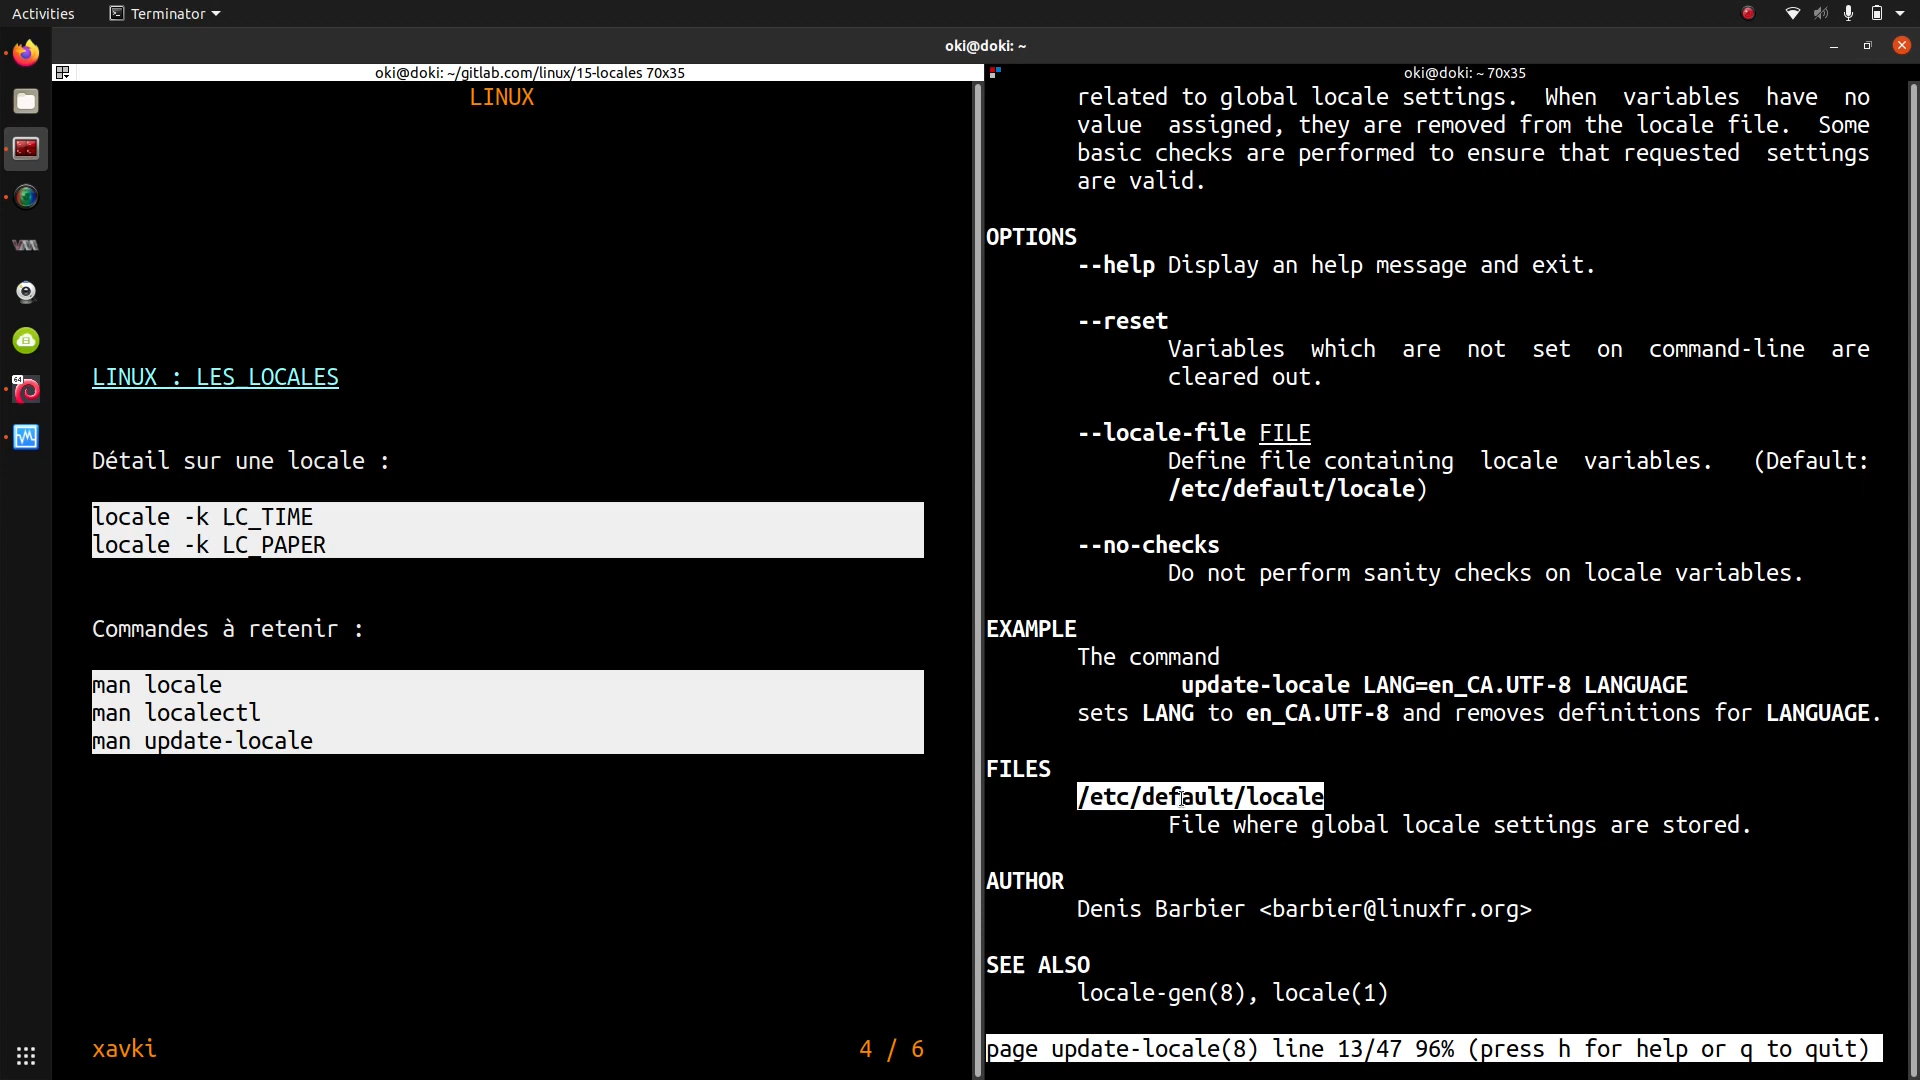 Activities
Terminator
oki@doki: ~
oki@doki: ~/gitlab.com/linux/15-locales 70x35
LINUX
LINUX : LES LOCALES
Détail sur une locale :
locale -k LC_TIME
locale -k LC_PAPER
Commandes à retenir :
man locale
man localectl
man update-locale
xavki
4 / 6
oki@doki: ~ 70x35
related to global locale settings. When variables have no
value assigned, they are removed from the locale file. Some
basic checks are performed to ensure that requested settings
are valid.
OPTIONS
--help Display an help message and exit.
--reset
Variables which are not set on command-line are
cleared out.
--locale-file FILE
Define file containing locale variables. (Default:
/etc/default/locale)
--no-checks
Do not perform sanity checks on locale variables.
EXAMPLE
The command
update-locale LANG=en_CA.UTF-8 LANGUAGE
sets LANG to en_CA.UTF-8 and removes definitions for LANGUAGE.
FILES
/etc/default/locale
File where global locale settings are stored.
AUTHOR
Denis Barbier <barbier@linuxfr.org>
SEE ALSO
locale-gen(8), locale(1)
page update-locale(8) line 13/47 96% (press h for help or q to quit)